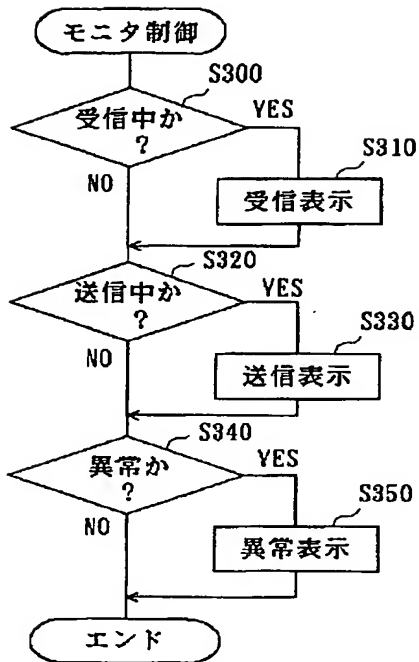 モニタ制御
S300
受信中か
?
YES
S310
NO
受信表示
S320
送信中か
?
YES
S330
NO
送信表示
S340
異常か
?
YES
S350
NO
異常表示
エンド